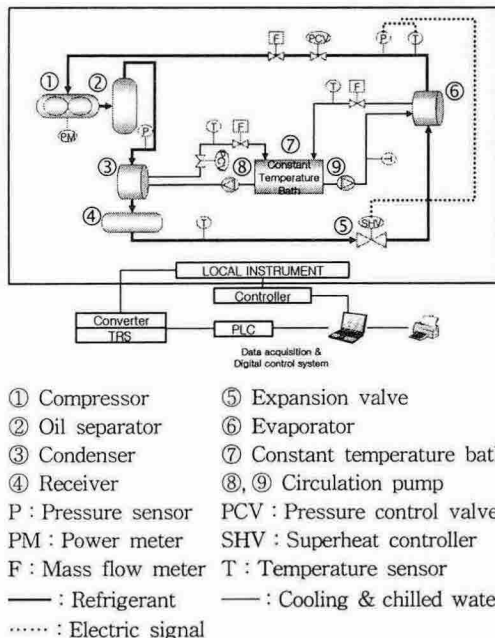 F
PCV
P
T
①
②
⑥
PM
P
T
F
T
F
⑦
③
⑧
Constant
Temperature
Bath
⑨
T
④
T
⑤
SHV
LOCAL INSTRUMENT
Controller
Converter
TRS
PLC
Data acquisition &
Digital control system
① Compressor ⑤ Expansion valve
② Oil separator ⑥ Evaporator
③ Condenser ⑦ Constant temperature bath
④ Receiver ⑧, ⑨ Circulation pump
P : Pressure sensor PCV : Pressure control valve
PM : Power meter SHV : Superheat controller
F : Mass flow meter T : Temperature sensor
—— : Refrigerant —— : Cooling & chilled water
...... : Electric signal